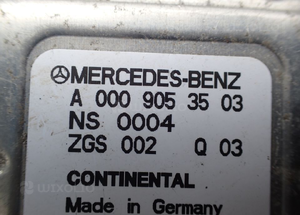 MERCEDES-BENZ
A 000 905 35 03
NS 0004
ZGS 002 Q 03
CONTINENTAL
Made in Germany